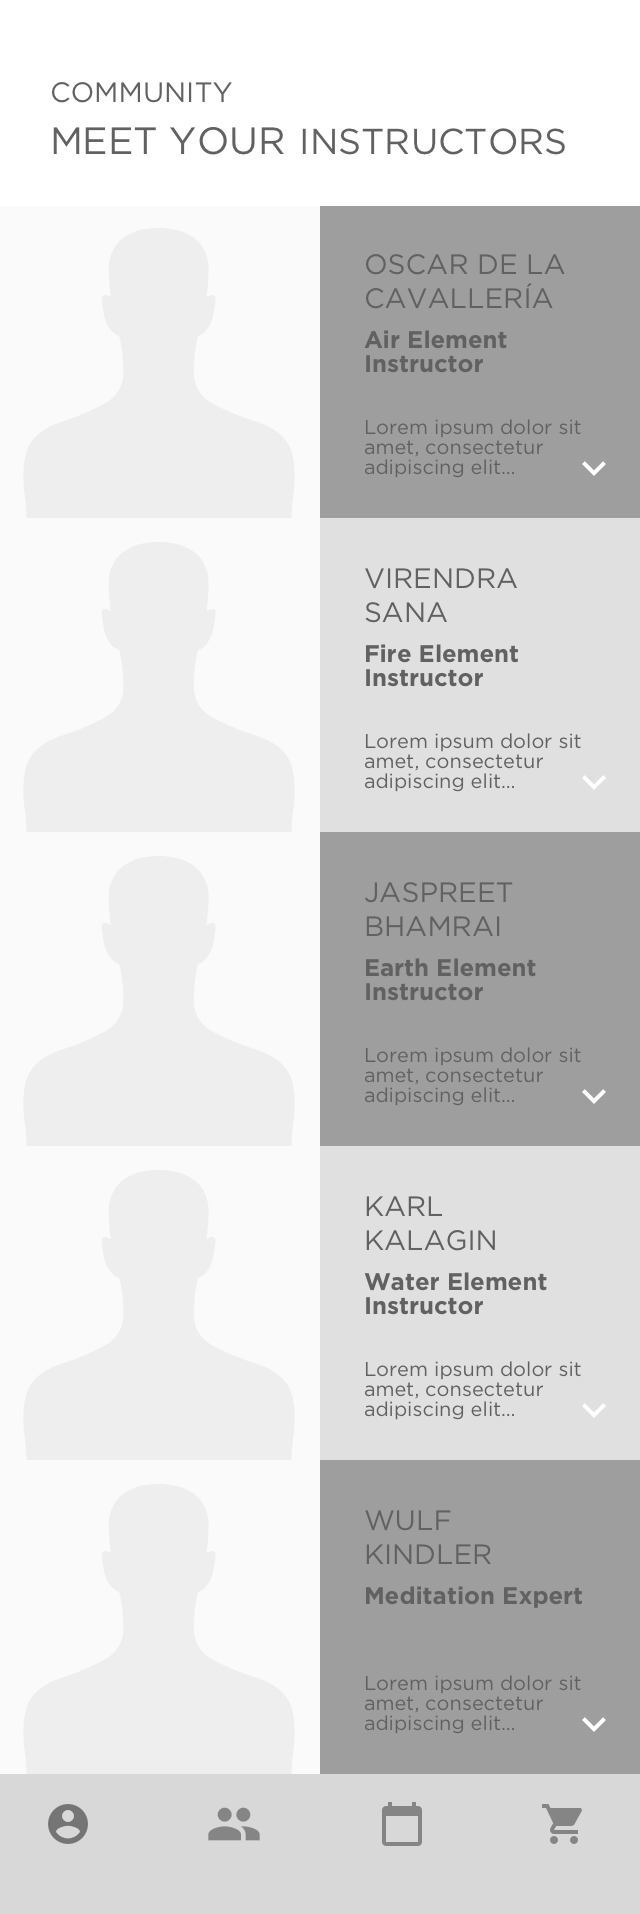 COMMUNITY
MEET YOUR INSTRUCTORS
OSCAR DE LA
CAVALLERÍA
Air Element
Instructor
Lorem ipsum dolor sit
amet, consectetur
adipiscing elit...
VIRENDRA
SANA
Fire Element
Instructor
Lorem ipsum dolor sit
amet, consectetur
adipiscing elit...
JASPREET
BHAMRAI
Earth Element
Instructor
Lorem ipsum dolor sit
amet, consectetur
adipiscing elit...
KARL
KALAGIN
Water Element
Instructor
Lorem ipsum dolor sit
amet, consectetur
adipiscing elit...
WULF
KINDLER
Meditation Expert
Lorem ipsum dolor sit
amet, consectetur
adipiscing elit...